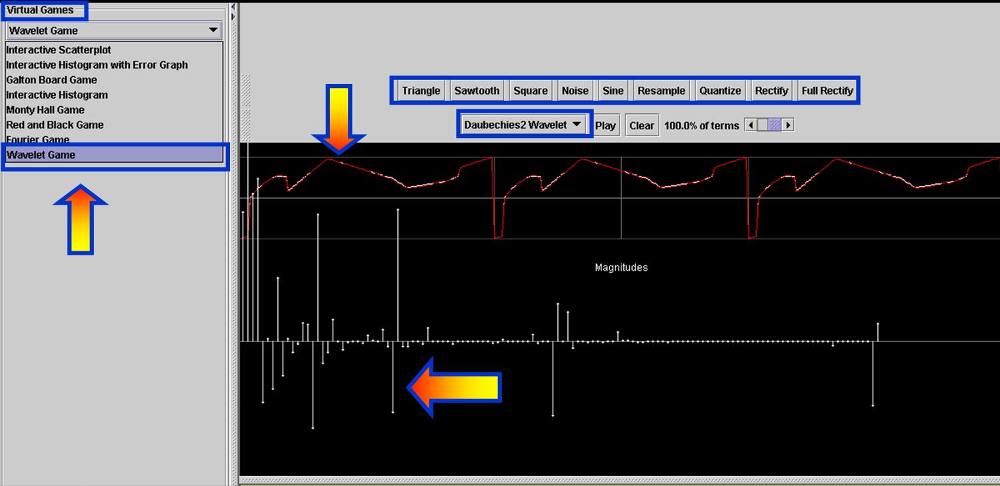 Virtual Games
Wavelet Game
Interactive Scatterplot
Interactive Histogram with Error Graph
Galton Board Game
Interactive Histogram
Monty Hall Game
Red and Black Game
Fourier Game
Wavelet Game
Triangle Sawtooth Square Noise Sine Resample Quantize Rectify Full Rectify
Daubechies2 Wavelet Play Clear 100.0% of terms
Magnitudes